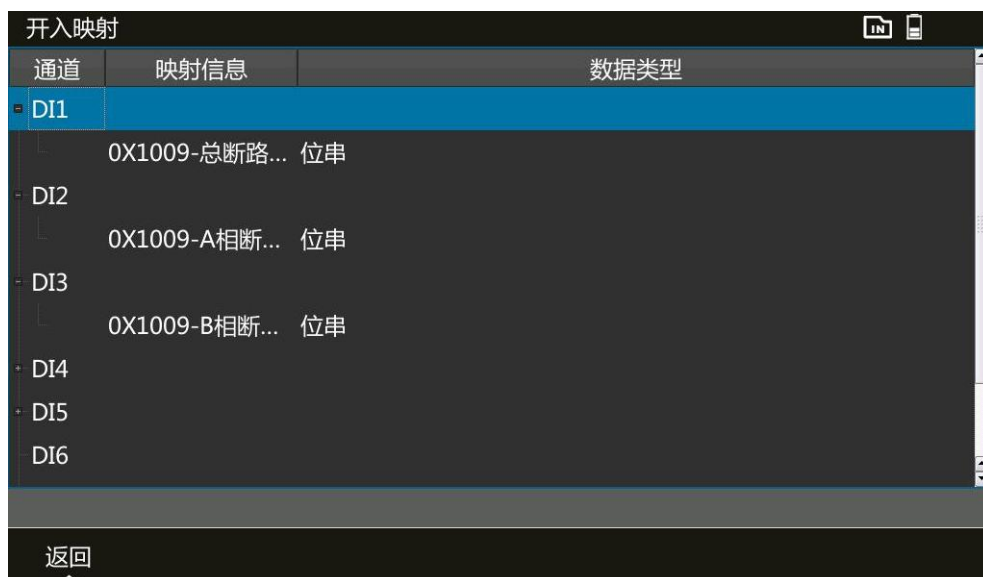 开入映射 IN
通道 映射信息 数据类型
DI1
0X1009-总断路... 位串
DI2
0X1009-A相断... 位串
DI3
0X1009-B相断... 位串
DI4
DI5
DI6
返回